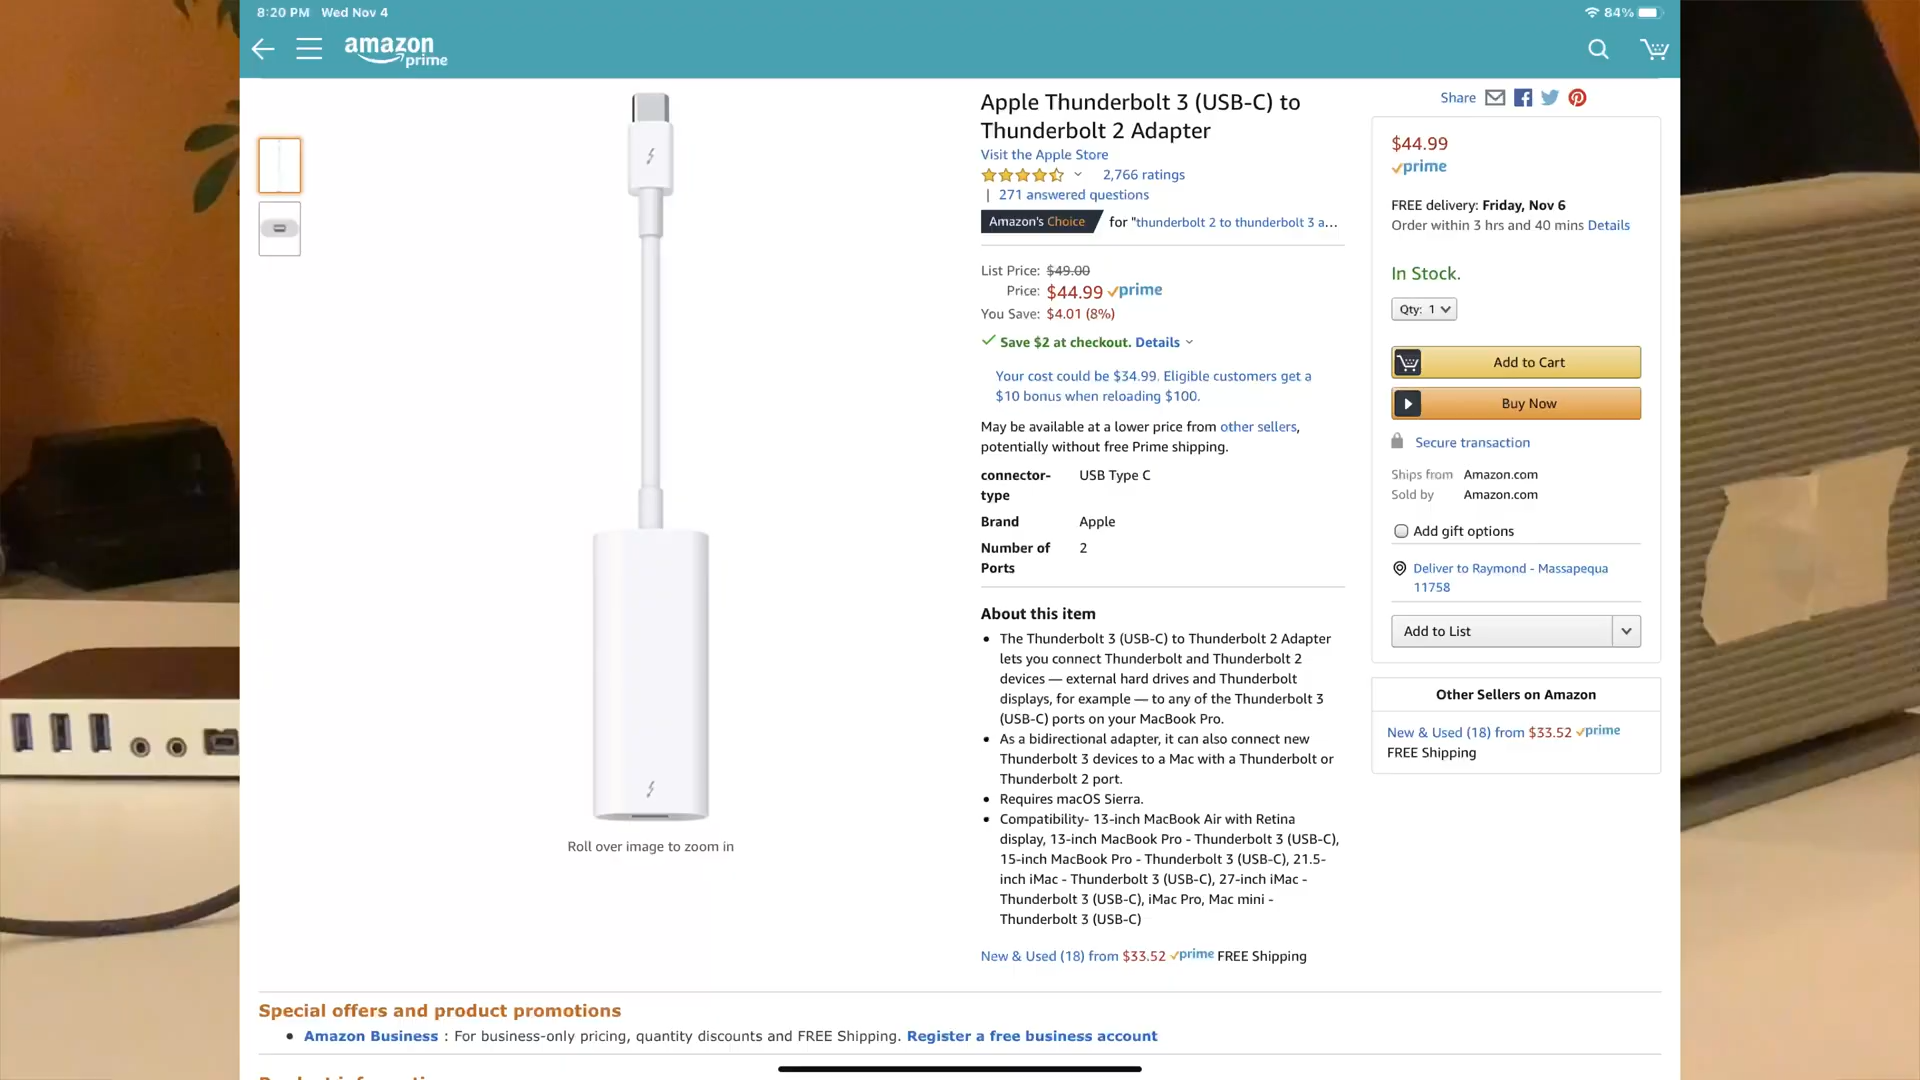 8:20 PM Wed Nov 4
84%
amazon
prime
Apple Thunderbolt 3 (USB-C) to
Thunderbolt 2 Adapter
Visit the Apple Store
2,766 ratings
| 271 answered questions
Amazon's Choice for "thunderbolt 2 to thunderbolt 3 a...
List Price: $49.00
Price: $44.99 prime
You Save: $4.01 (8%)
Save $2 at checkout. Details
Your cost could be $34.99. Eligible customers get a
$10 bonus when reloading $100.
May be available at a lower price from other sellers,
potentially without free Prime shipping.
connector-type USB Type C
Brand Apple
Number of Ports 2
About this item
• The Thunderbolt 3 (USB-C) to Thunderbolt 2 Adapter
lets you connect Thunderbolt and Thunderbolt 2
devices — external hard drives and Thunderbolt
displays, for example — to any of the Thunderbolt 3
(USB-C) ports on your MacBook Pro.
• As a bidirectional adapter, it can also connect new
Thunderbolt 3 devices to a Mac with a Thunderbolt or
Thunderbolt 2 port.
• Requires macOS Sierra.
• Compatibility- 13-inch MacBook Air with Retina
display, 13-inch MacBook Pro - Thunderbolt 3 (USB-C),
15-inch MacBook Pro - Thunderbolt 3 (USB-C), 21.5-
inch iMac - Thunderbolt 3 (USB-C), 27-inch iMac -
Thunderbolt 3 (USB-C), iMac Pro, Mac mini -
Thunderbolt 3 (USB-C)
New & Used (18) from $33.52 prime FREE Shipping
Roll over image to zoom in
Share
$44.99
prime
FREE delivery: Friday, Nov 6
Order within 3 hrs and 40 mins Details
In Stock.
Qty: 1
Add to Cart
Buy Now
Secure transaction
Ships from Amazon.com
Sold by Amazon.com
Add gift options
Deliver to Raymond - Massapequa
11758
Add to List
Other Sellers on Amazon
New & Used (18) from $33.52 prime
FREE Shipping
Special offers and product promotions
• Amazon Business : For business-only pricing, quantity discounts and FREE Shipping. Register a free business account